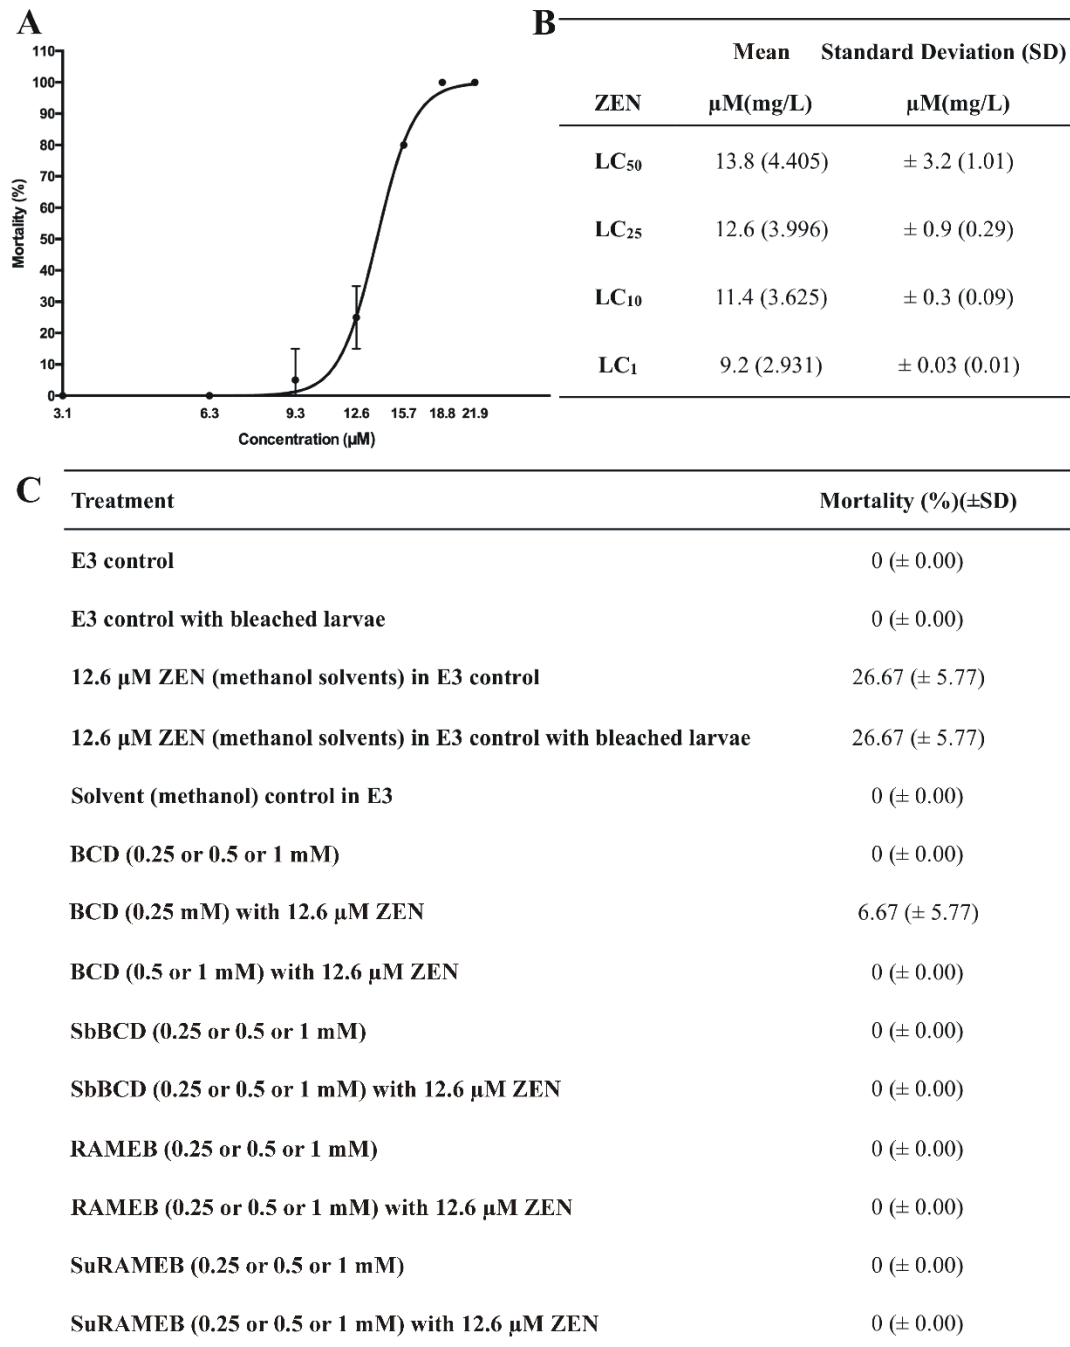 A
110
100
90
80
70
60
50
40
30
20
10
0
Mortality (%)
3.1 6.3 9.3 12.6 15.7 18.8 21.9
Concentration (µM)
B
Mean Standard Deviation (SD)
ZEN µM(mg/L) µM(mg/L)
LC50 13.8 (4.405) ± 3.2 (1.01)
LC25 12.6 (3.996) ± 0.9 (0.29)
LC10 11.4 (3.625) ± 0.3 (0.09)
LC1 9.2 (2.931) ± 0.03 (0.01)
C
Treatment Mortality (%)(±SD)
E3 control 0 (± 0.00)
E3 control with bleached larvae 0 (± 0.00)
12.6 µM ZEN (methanol solvents) in E3 control 26.67 (± 5.77)
12.6 µM ZEN (methanol solvents) in E3 control with bleached larvae 26.67 (± 5.77)
Solvent (methanol) control in E3 0 (± 0.00)
BCD (0.25 or 0.5 or 1 mM) 0 (± 0.00)
BCD (0.25 mM) with 12.6 µM ZEN 6.67 (± 5.77)
BCD (0.5 or 1 mM) with 12.6 µM ZEN 0 (± 0.00)
SbBCD (0.25 or 0.5 or 1 mM) 0 (± 0.00)
SbBCD (0.25 or 0.5 or 1 mM) with 12.6 µM ZEN 0 (± 0.00)
RAMEB (0.25 or 0.5 or 1 mM) 0 (± 0.00)
RAMEB (0.25 or 0.5 or 1 mM) with 12.6 µM ZEN 0 (± 0.00)
SuRAMEB (0.25 or 0.5 or 1 mM) 0 (± 0.00)
SuRAMEB (0.25 or 0.5 or 1 mM) with 12.6 µM ZEN 0 (± 0.00)